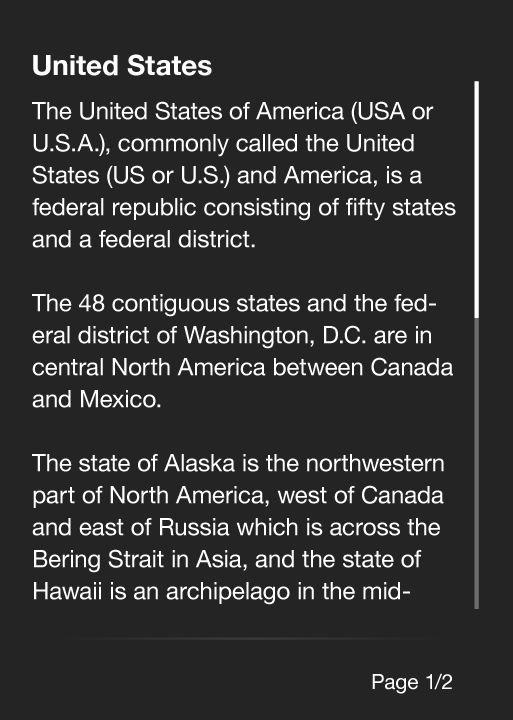 United States
The United States of America (USA or
U.S.A.), commonly called the United
States (US or U.S.) and America, is a
federal republic consisting of fifty states
and a federal district.
The 48 contiguous states and the fed-
eral district of Washington, D.C. are in
central North America between Canada
and Mexico.
The state of Alaska is the northwestern
part of North America, west of Canada
and east of Russia which is across the
Bering Strait in Asia, and the state of
Hawaii is an archipelago in the mid-
Page 1/2